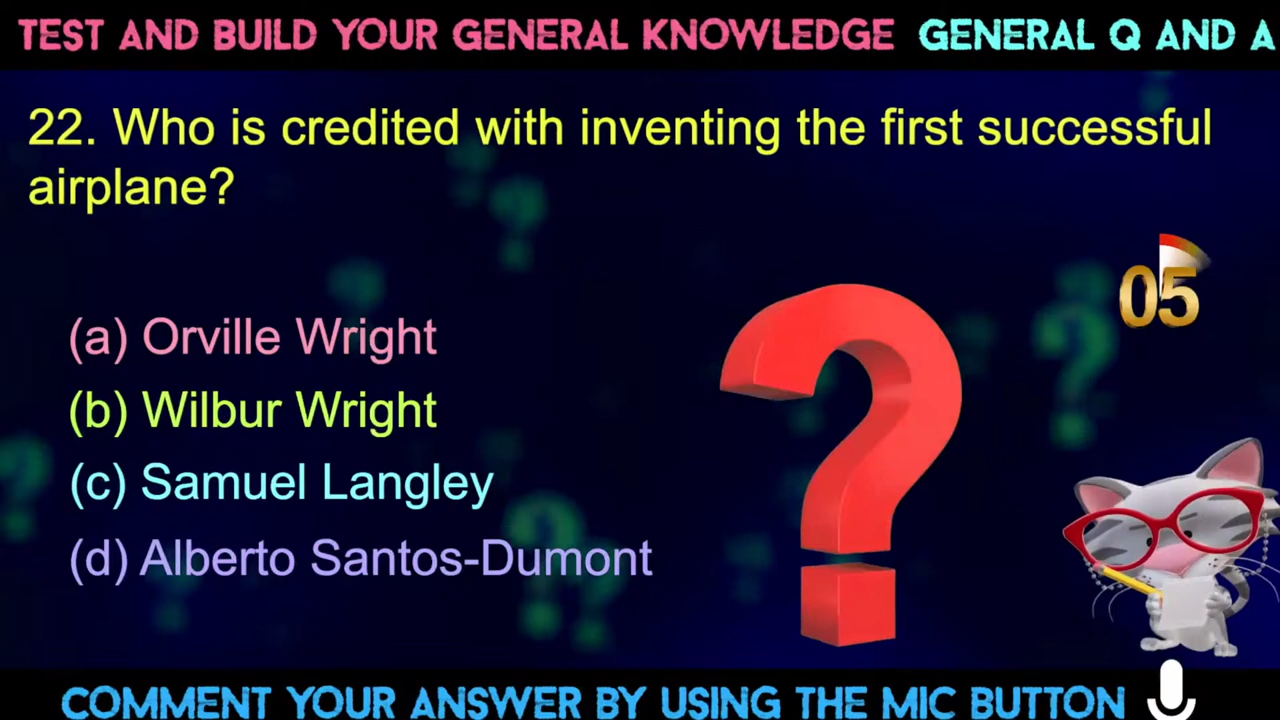 TEST AND BUILD YOUR GENERAL KNOWLEDGE GENERAL Q AND A
22. Who is credited with inventing the first successful
airplane?
05
(a) Orville Wright
(b) Wilbur Wright
(c) Samuel Langley
(d) Alberto Santos-Dumont
COMMENT YOUR ANSWER BY USING THE MIC BUTTON